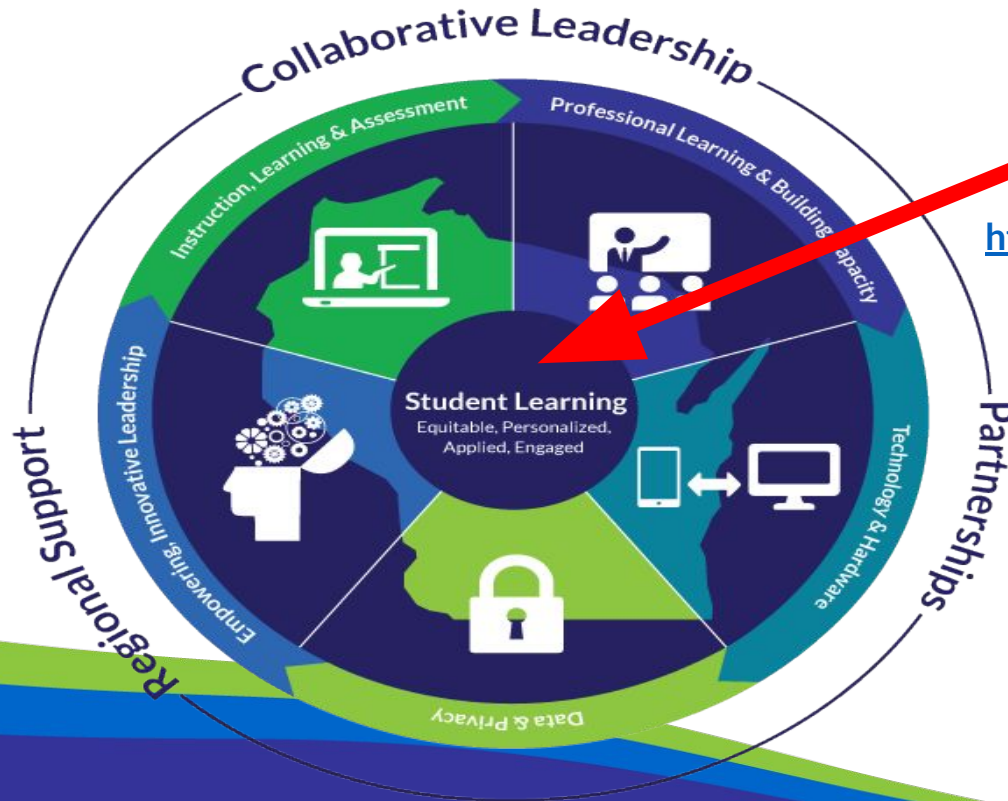 Collaborative Leadership
Instruction, Learning & Assessment
Professional Learning & Building
apacity
Student Learning
Equitable, Personalized,
Applied, Engaged
Technology & Hardware
Empowering, Innovative Leadership
Data & Privacy
Regional Support
Partnerships